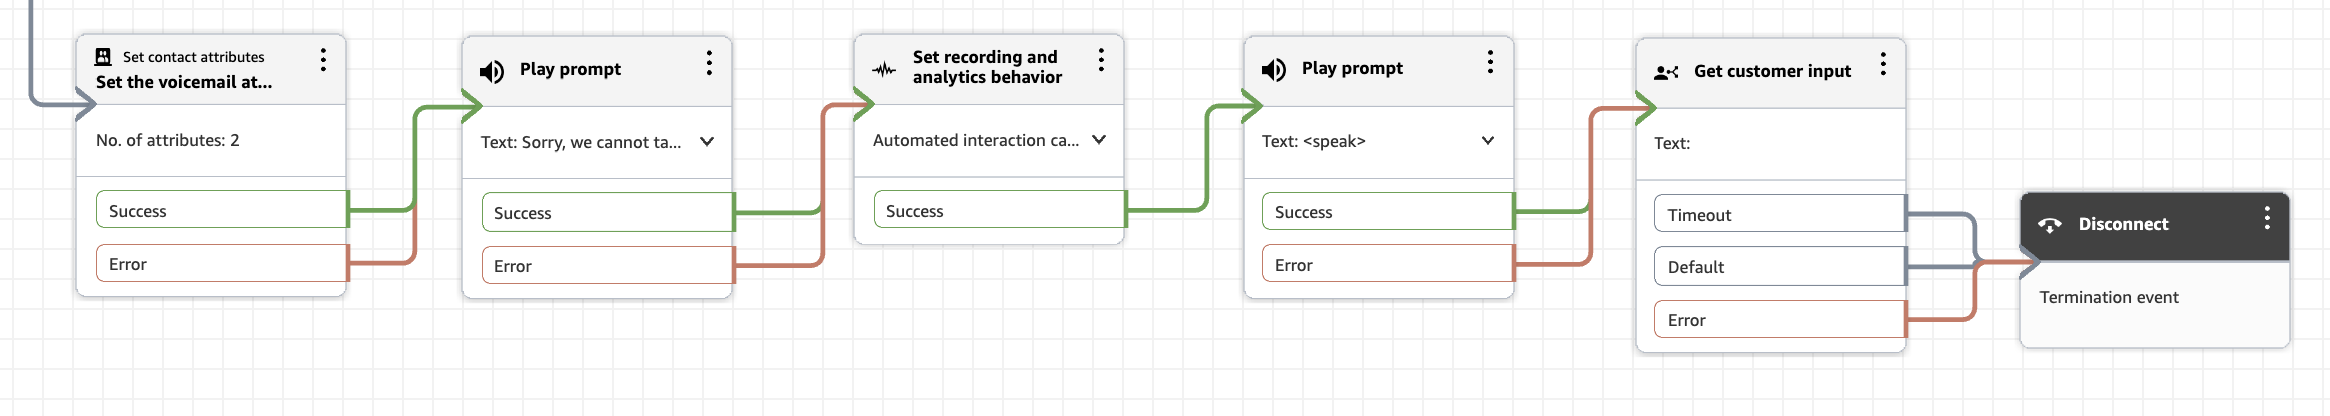 Set contact attributes
Set the voicemail at...
No. of attributes: 2
Success
Error
Play prompt
Text: Sorry, we cannot ta...
Success
Error
Set recording and
analytics behavior
Automated interaction ca...
Success
Play prompt
Text: <speak>
Success
Error
Get customer input
Text:
Timeout
Default
Error
Disconnect
Termination event